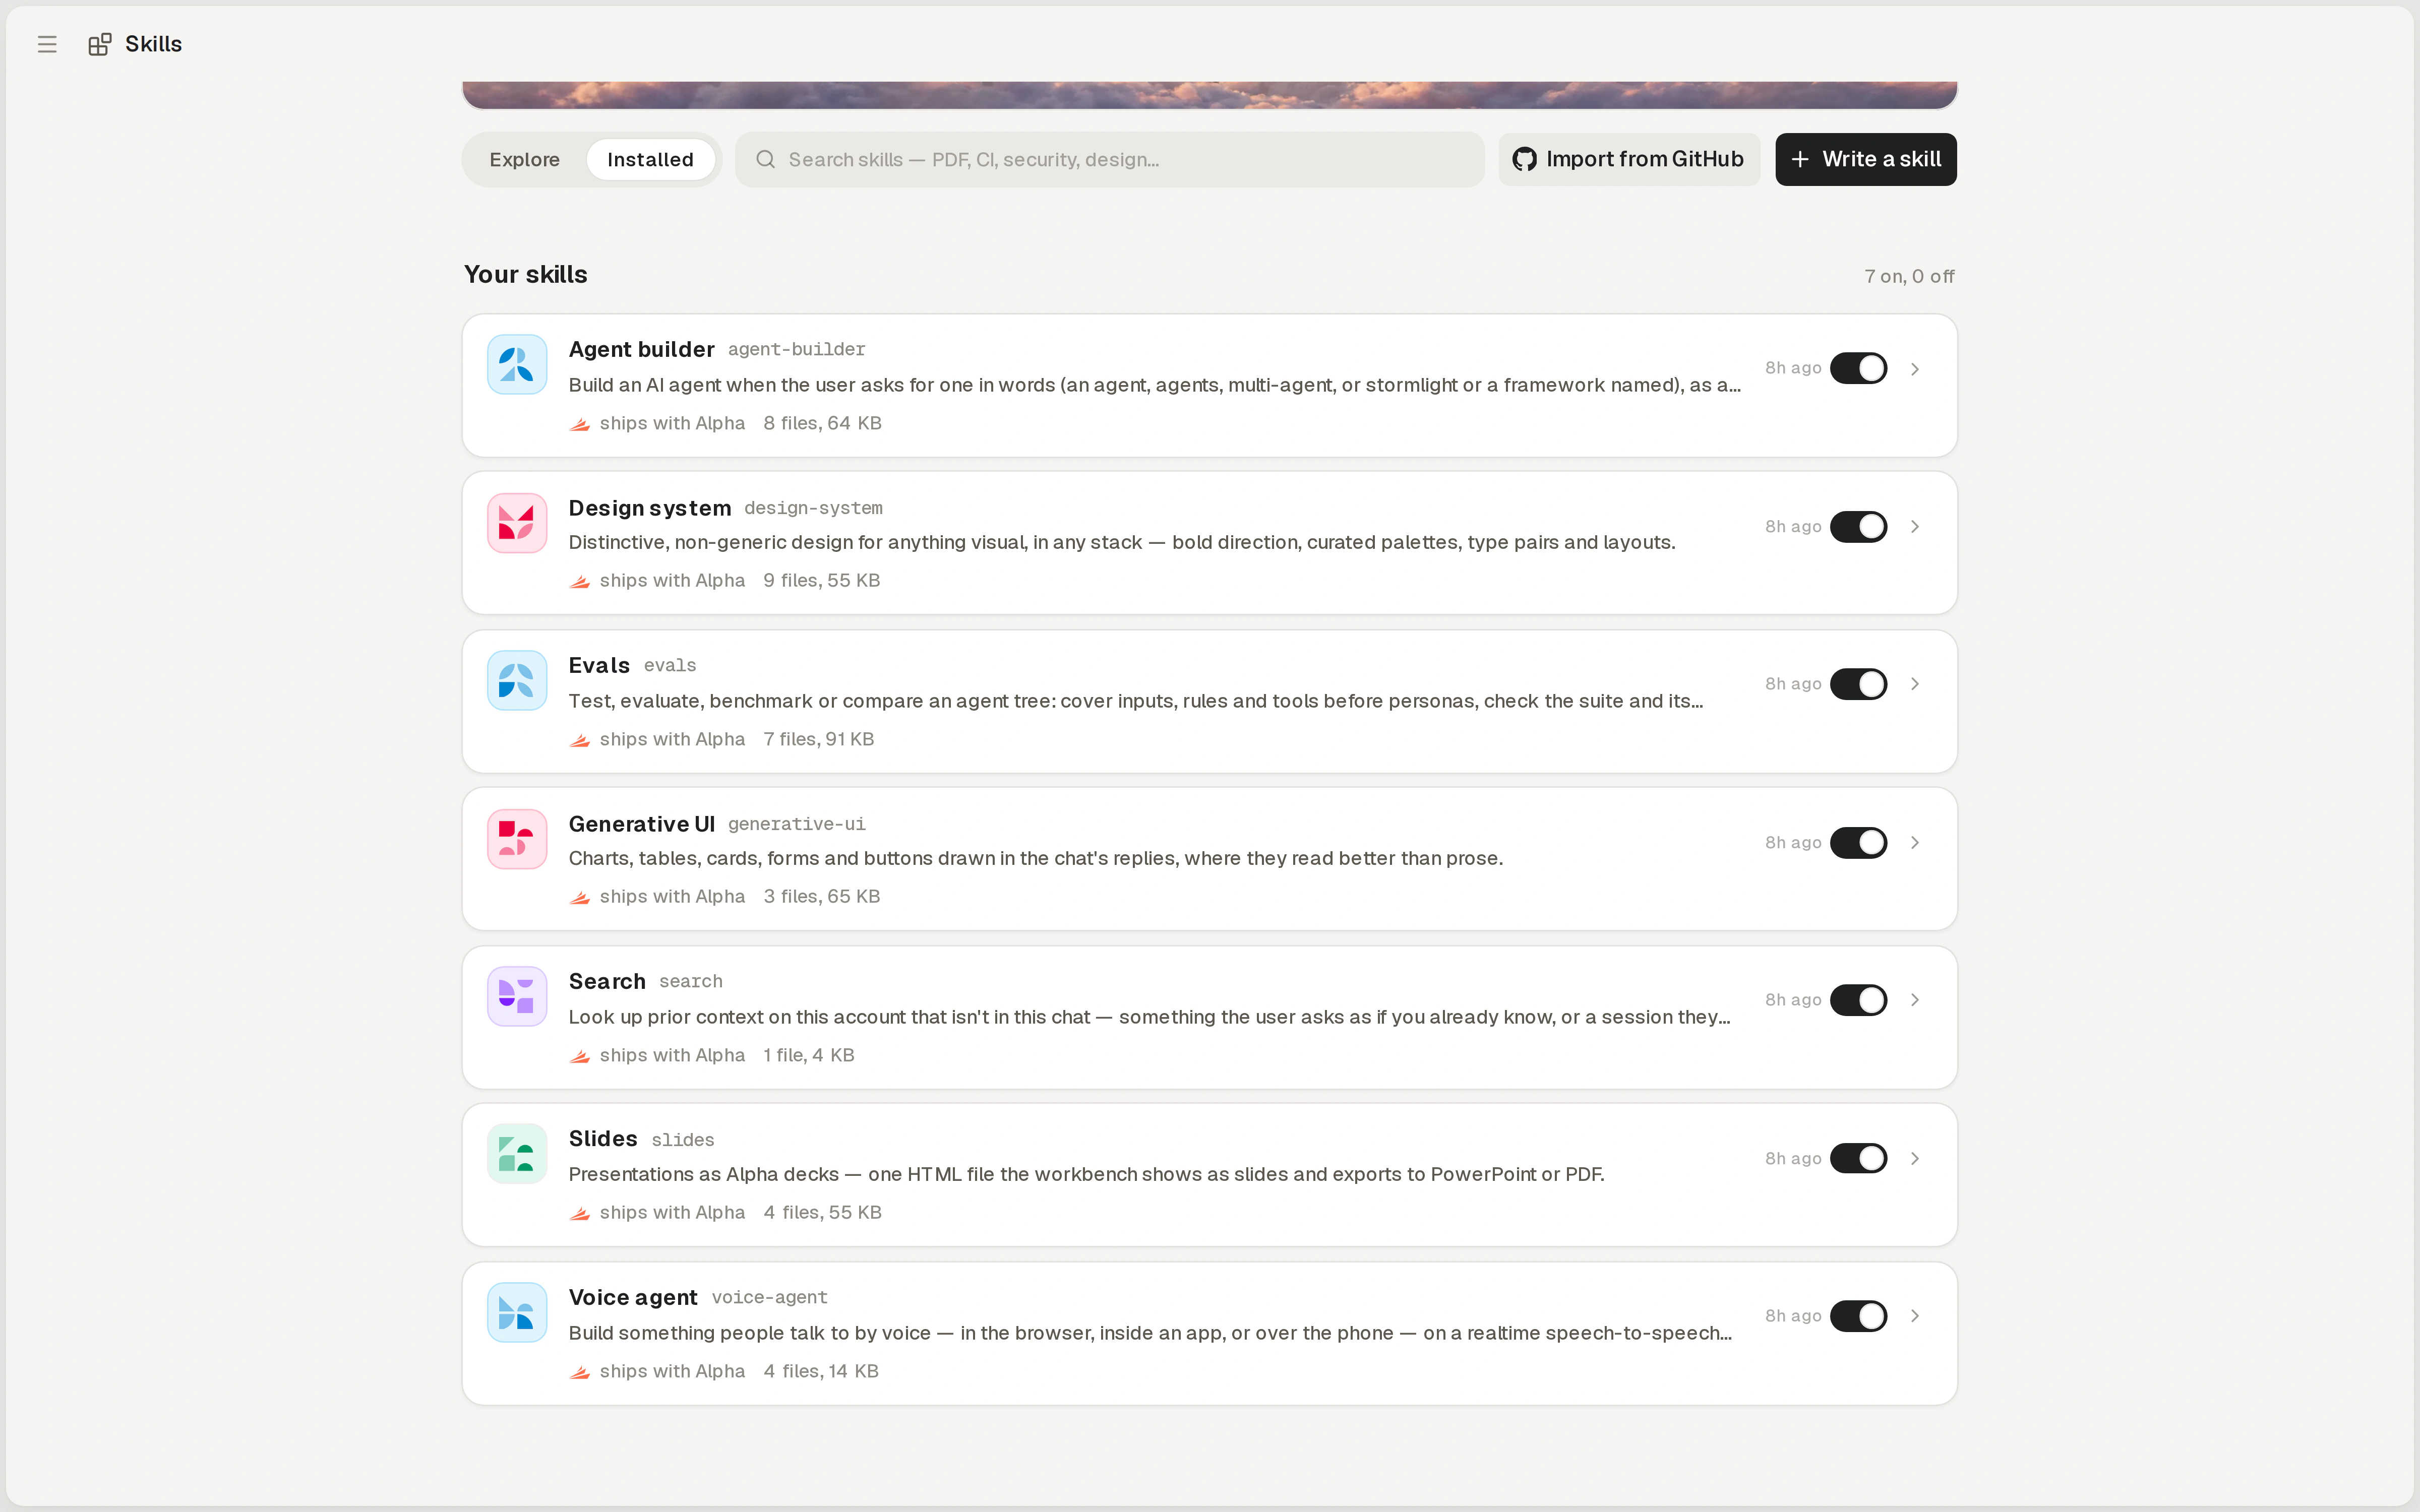 Skills
Explore
Installed
Search skills — PDF, CI, security, design...
Import from GitHub
Write a skill
Your skills
7 on, 0 off
Agent builder agent-builder
Build an AI agent when the user asks for one in words (an agent, agents, multi-agent, or stormlight or a framework named), as a...
8h ago
ships with Alpha 8 files, 64 KB
Design system design-system
Distinctive, non-generic design for anything visual, in any stack — bold direction, curated palettes, type pairs and layouts.
8h ago
ships with Alpha 9 files, 55 KB
Evals evals
Test, evaluate, benchmark or compare an agent tree: cover inputs, rules and tools before personas, check the suite and its...
8h ago
ships with Alpha 7 files, 91 KB
Generative UI generative-ui
Charts, tables, cards, forms and buttons drawn in the chat's replies, where they read better than prose.
8h ago
ships with Alpha 3 files, 65 KB
Search search
Look up prior context on this account that isn't in this chat — something the user asks as if you already know, or a session they...
8h ago
ships with Alpha 1 file, 4 KB
Slides slides
Presentations as Alpha decks — one HTML file the workbench shows as slides and exports to PowerPoint or PDF.
8h ago
ships with Alpha 4 files, 55 KB
Voice agent voice-agent
Build something people talk to by voice — in the browser, inside an app, or over the phone — on a realtime speech-to-speech...
8h ago
ships with Alpha 4 files, 14 KB